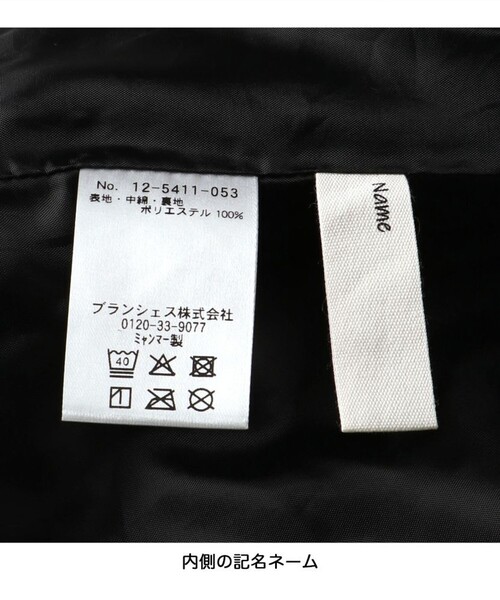 No. 12-5411-053
表地・中綿・裏地
ポリエステル 100%
ブランシェス株式会社
0120-33-9077
ミャンマー製
40
Name
内側の記名ネーム